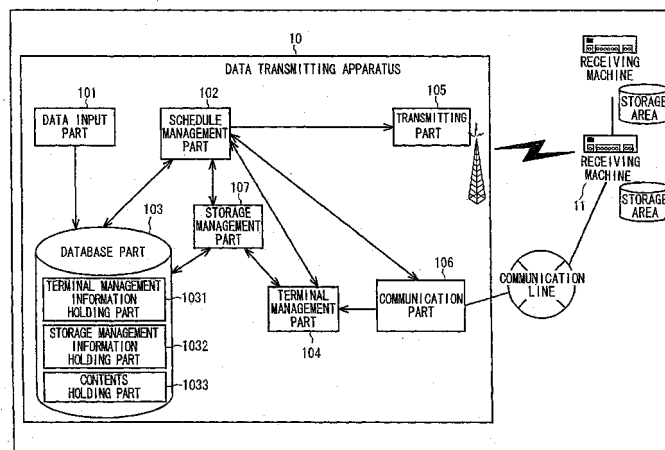 10
DATA TRANSMITTING APPARATUS
101
DATA INPUT
PART
102
SCHEDULE
MANAGEMENT
PART
105
TRANSMITTING
PART
RECEIVING
MACHINE
STORAGE
AREA
RECEIVING
MACHINE
11
STORAGE
AREA
107
STORAGE
MANAGEMENT
PART
103
DATABASE PART
TERMINAL MANAGEMENT
INFORMATION
HOLDING PART
1031
STORAGE MANAGEMENT
INFORMATION
HOLDING PART
1032
CONTENTS
HOLDING PART
1033
TERMINAL
MANAGEMENT
PART
104
106
COMMUNICATION
PART
COMMUNICATION
LINE